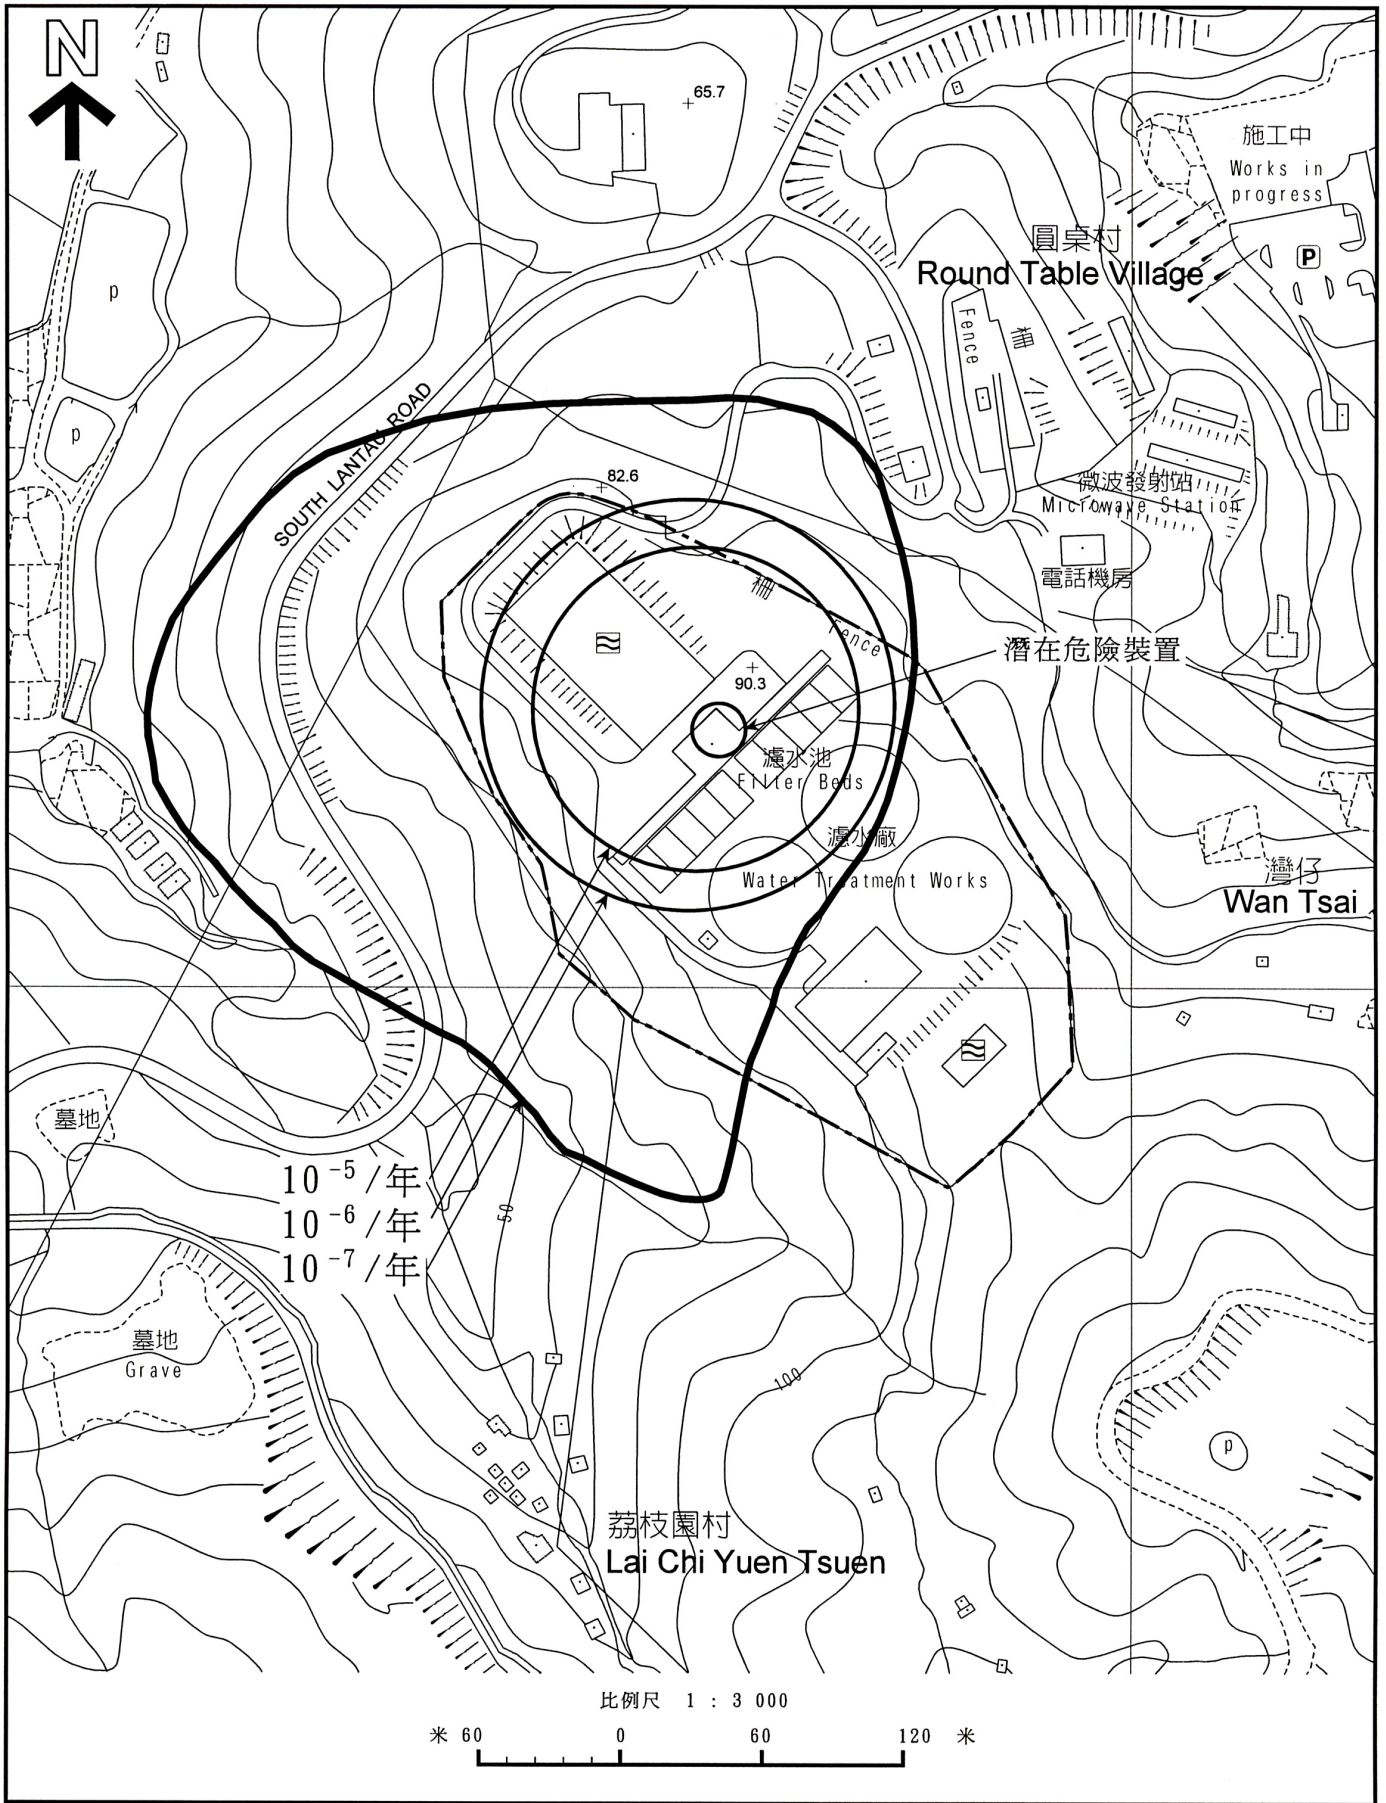 N
65.7
施工中
Works in
progress
圓桌村
Round Table Village
P
p
Fence
柵
SOUTH LANTAU ROAD
p
82.6
微波發射站
Microwave Station
電話機房
柵
Fence
潛在危險裝置
90.3
濾水池
Filter Beds
濾水廠
Water Treatment Works
灣仔
Wan Tsai
墓地
10⁻⁵/年
10⁻⁶/年
10⁻⁷/年
50
墓地
Grave
100
p
荔枝園村
Lai Chi Yuen Tsuen
比例尺 1 : 3 000
米 60 0 60 120 米